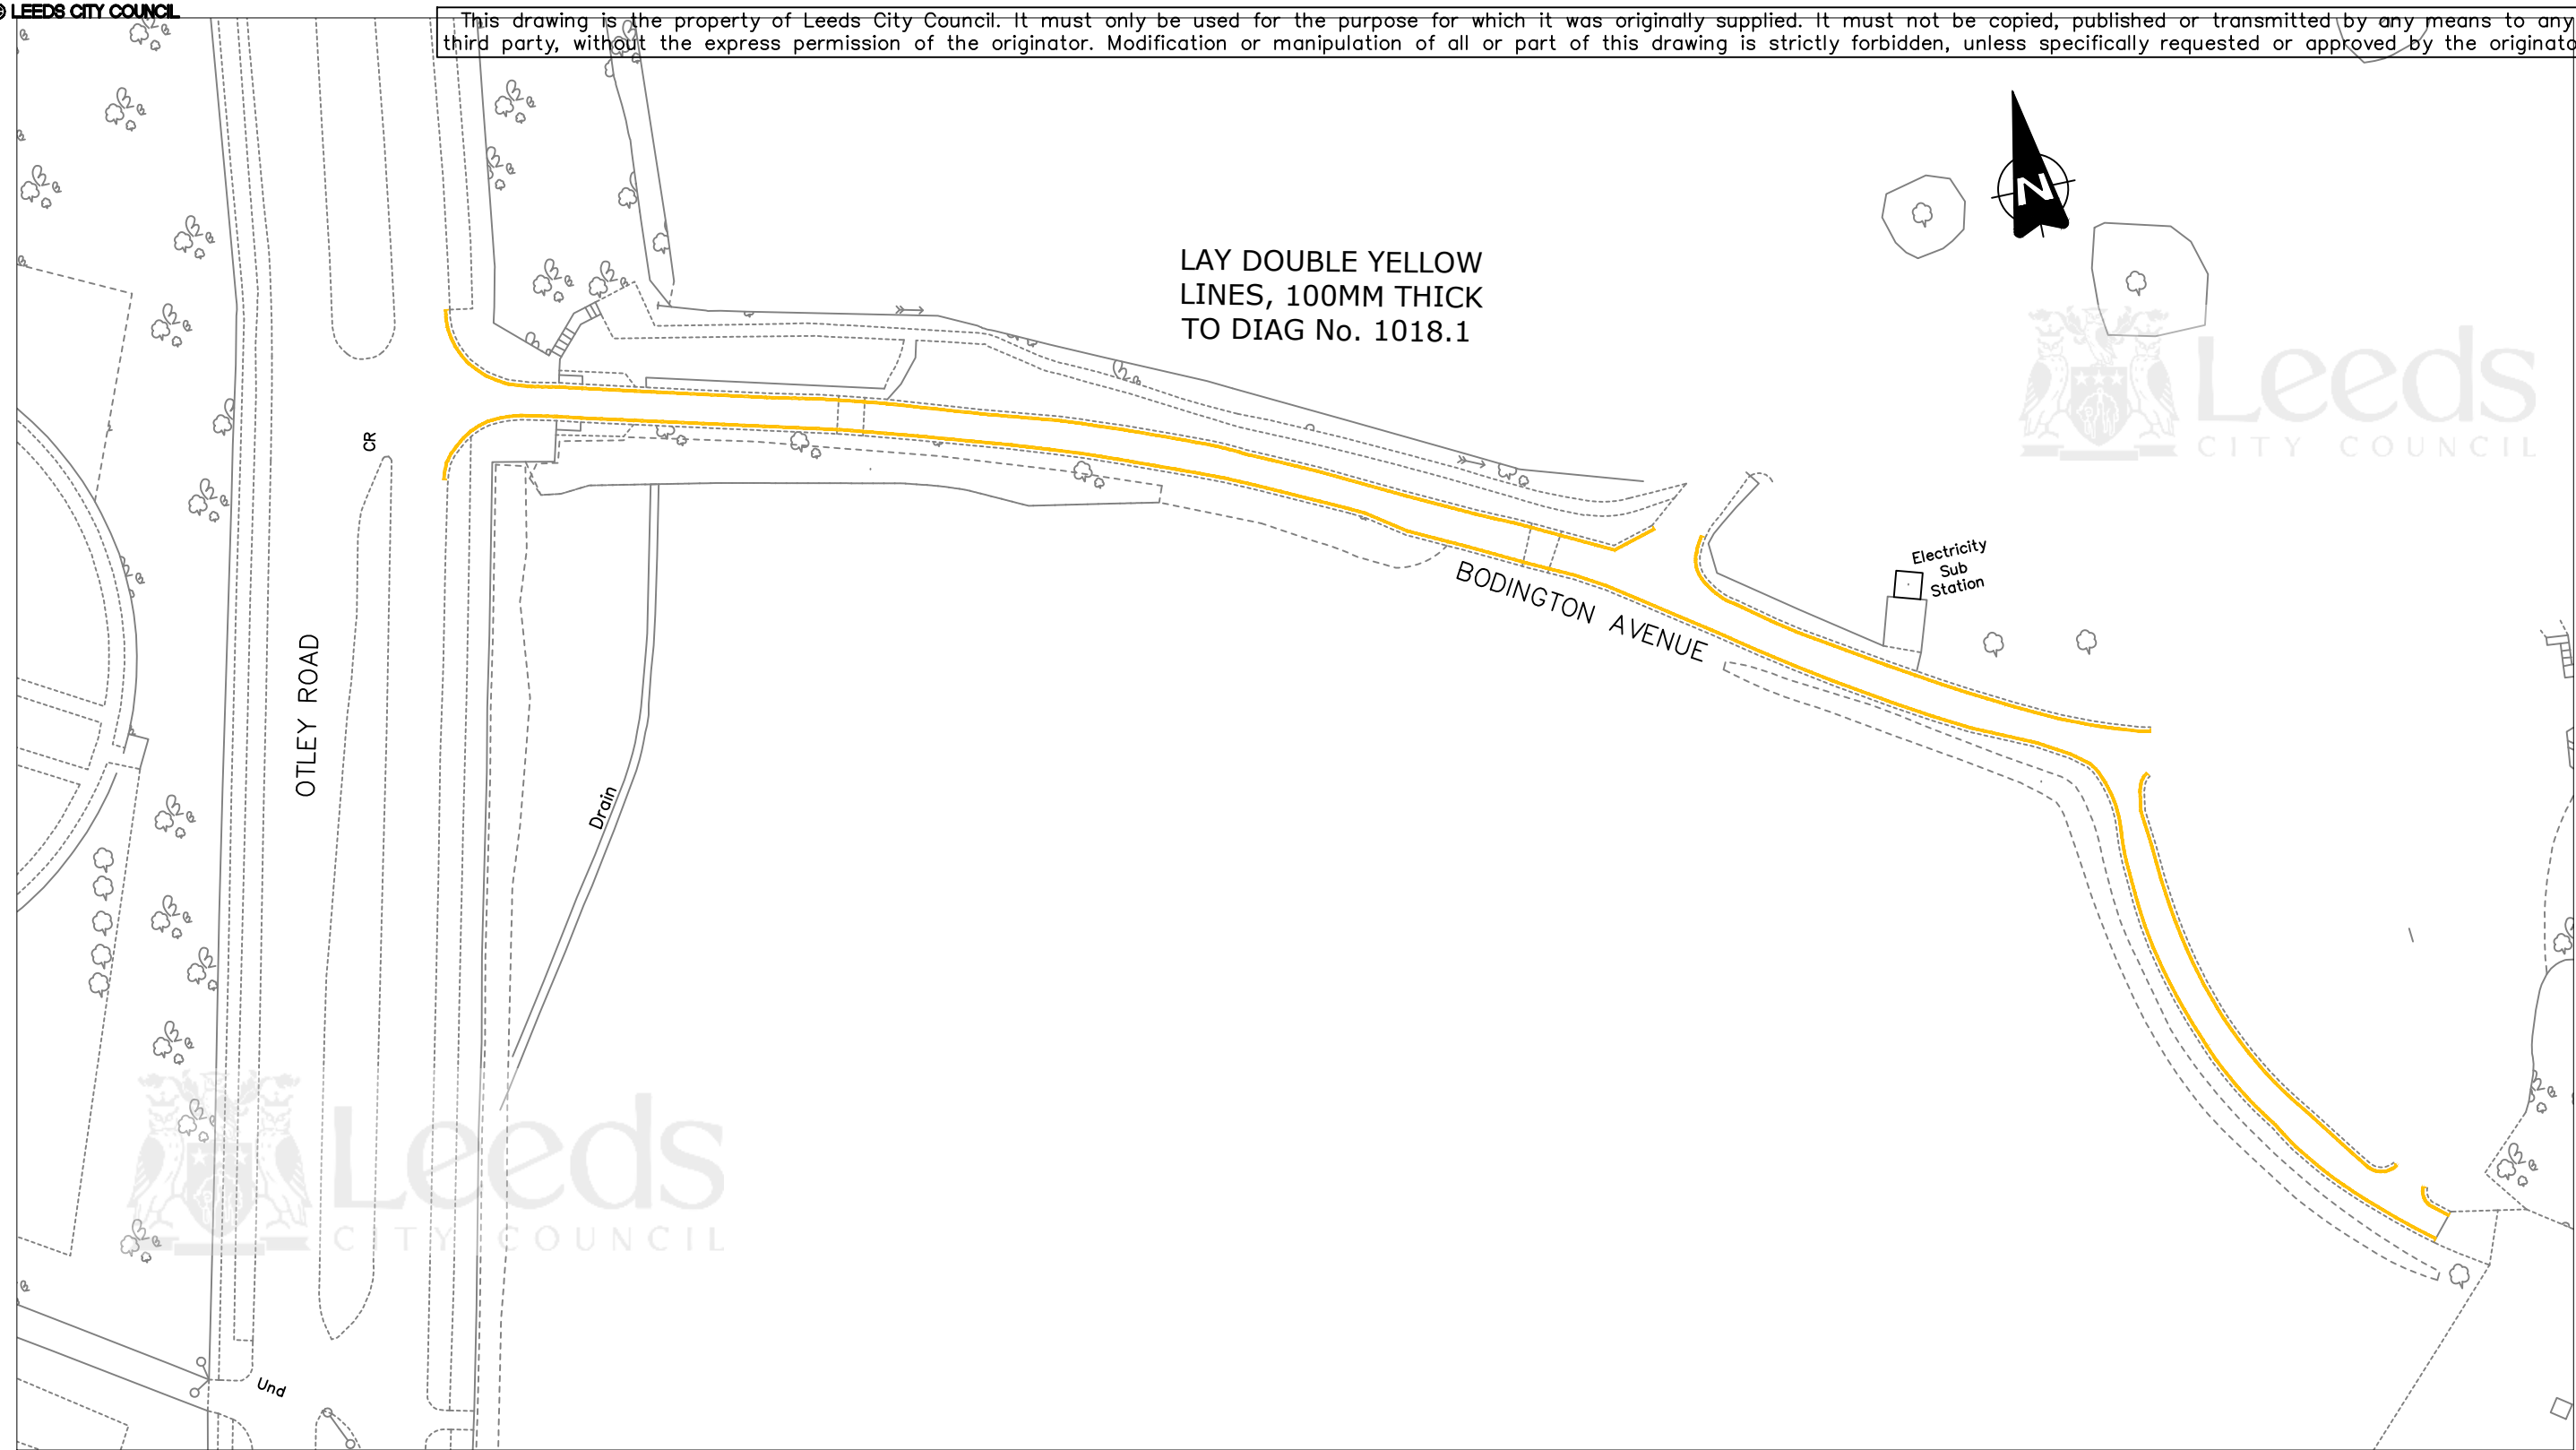 © LEEDS CITY COUNCIL
This drawing is the property of Leeds City Council. It must only be used for the purpose for which it was originally supplied. It must not be copied, published or transmitted by any means to any
third party, without the express permission of the originator. Modification or manipulation of all or part of this drawing is strictly forbidden, unless specifically requested or approved by the originato
N
LAY DOUBLE YELLOW
LINES, 100MM THICK
TO DIAG No. 1018.1
Leeds
CITY COUNCIL
CR
Electricity
Sub
Station
BODINGTON AVENUE
OTLEY ROAD
Drain
Leeds
CITY COUNCIL
Und